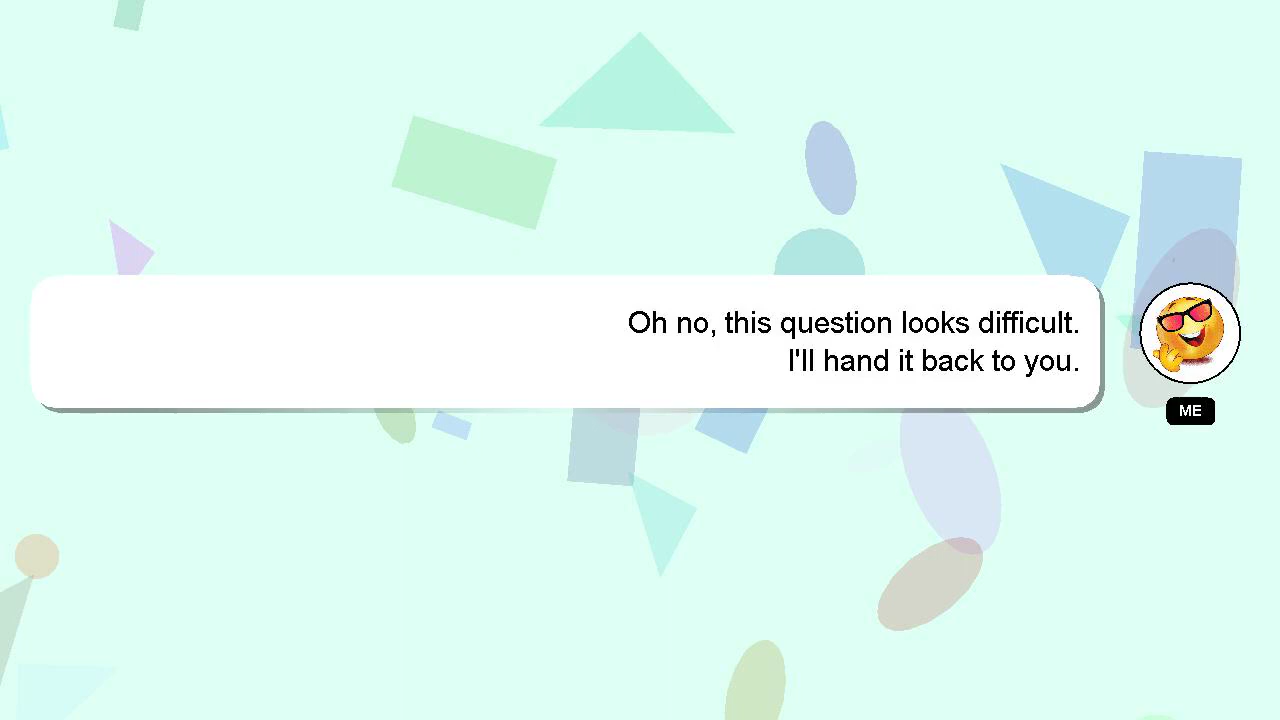 Oh no, this question looks difficult.
I'll hand it back to you.
ME